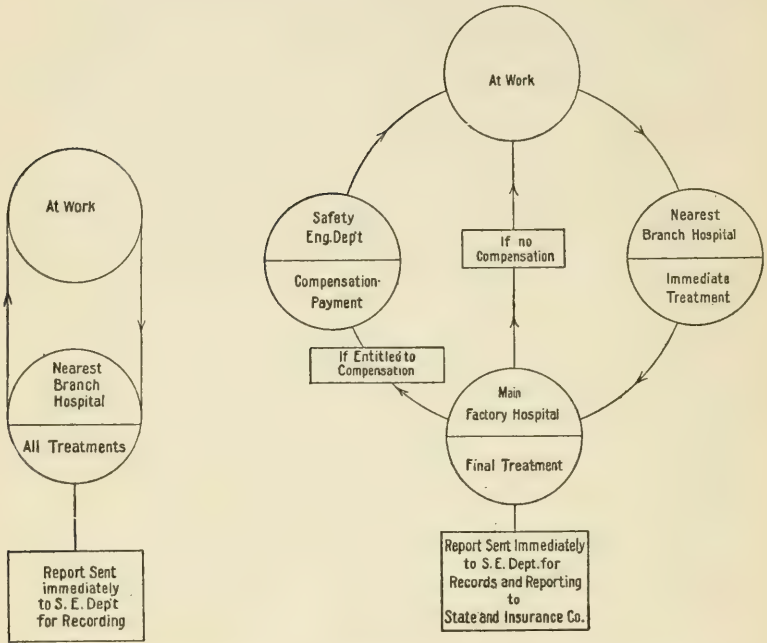 At Work
Nearest
Branch
Hospital
All Treatments
Report Sent
immediately
to S. E. Dep't
for Recording
At Work
Safety
Eng. Dep't
Compensation-
Payment
If no
Compensation
Nearest
Branch Hospital
Immediate
Treatment
If Entitled to
Compensation
Main
Factory Hospital
Final Treatment
Report Sent Immediately
to S. E. Dept. for
Records and Reporting
to
State and Insurance Co.